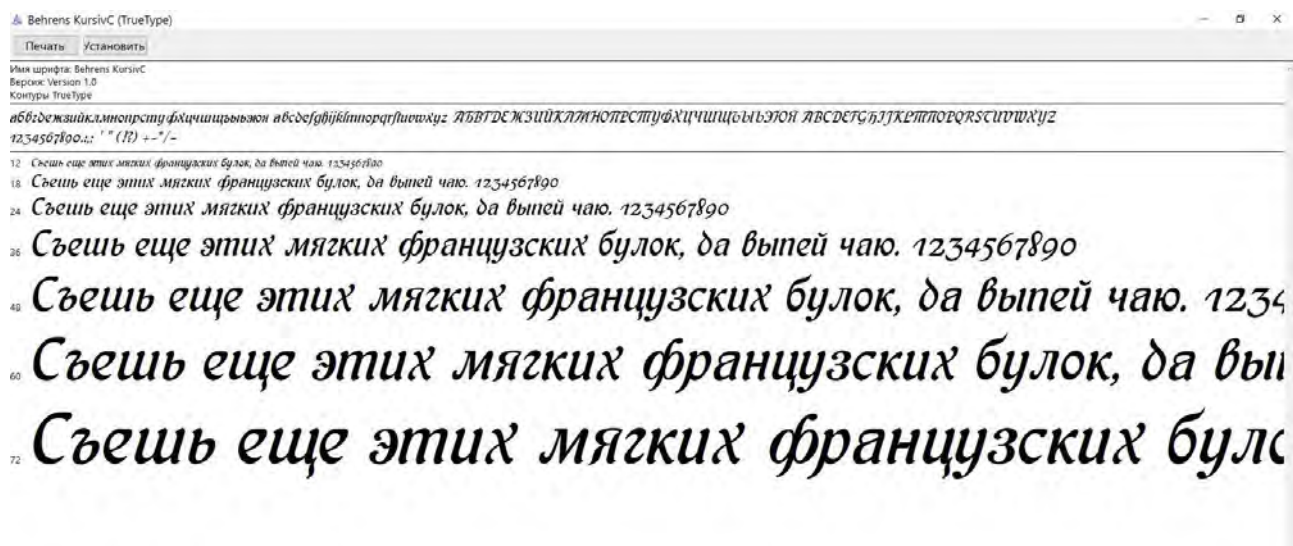 Behrens KursivC (TrueType)
Печать Установить
Имя шрифта: Behrens KursivC
Версия: Version 1.0
Контуры TrueType
абвгдежзийклмнопрстуфхцчшщъыьэюя abcdefghijklmnopqrstuvwxyz АБВГДЕЖЗИЙКЛМНОПРСТУФХЦЧШЩЪЫЬЭЮЯ ABCDEFGHIJKLMNOPQRSTUVWXYZ
1234567890.:,; ' " (!?) +-*/=
12 Съешь еще этих мягких французских булок, да выпей чаю. 1234567890
18 Съешь еще этих мягких французских булок, да выпей чаю. 1234567890
24 Съешь еще этих мягких французских булок, да выпей чаю. 1234567890
36 Съешь еще этих мягких французских булок, да выпей чаю. 1234567890
48 Съешь еще этих мягких французских булок, да выпей чаю. 1234
60 Съешь еще этих мягких французских булок, да вып
72 Съешь еще этих мягких французских було